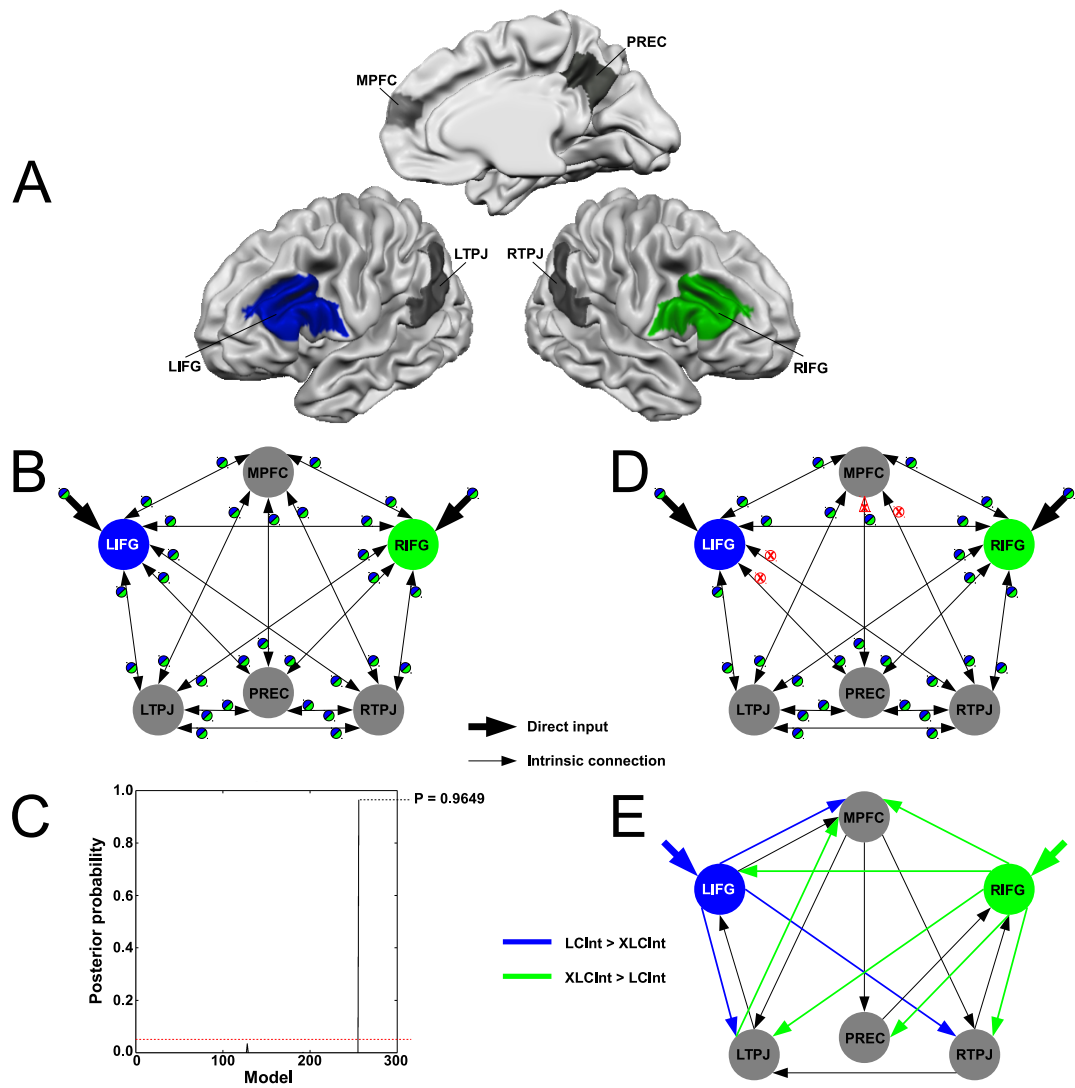 A
PREC
MPFC
LTPJ
RTPJ
LIFG
RIFG
B
MPFC
LIFG
RIFG
LTPJ
PREC
RTPJ
D
MPFC
X
X
X
X
LIFG
RIFG
LTPJ
PREC
RTPJ
Direct input
Intrinsic connection
C
Posterior probability
1.0
0.8
0.6
0.4
0.2
0.0
0
100
200
300
Model
P = 0.9649
E
MPFC
LIFG
RIFG
LTPJ
PREC
RTPJ
LCInt > XLCInt
XLCInt > LCInt